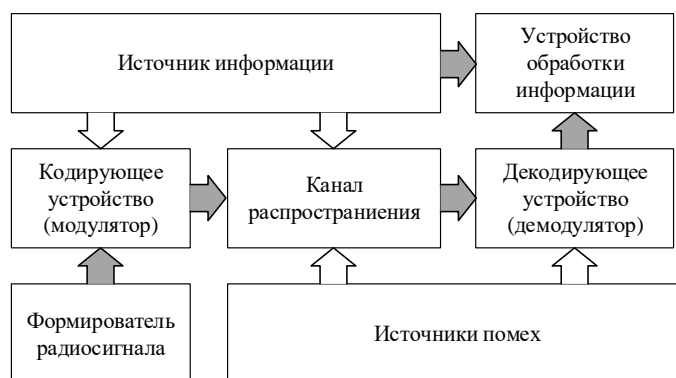 Источник информации
Устройство
обработки
информации
Кодирующее
устройство
(модулятор)
Канал
распространиения
Декодирующее
устройство
(демодулятор)
Формирователь
радиосигнала
Источники помех